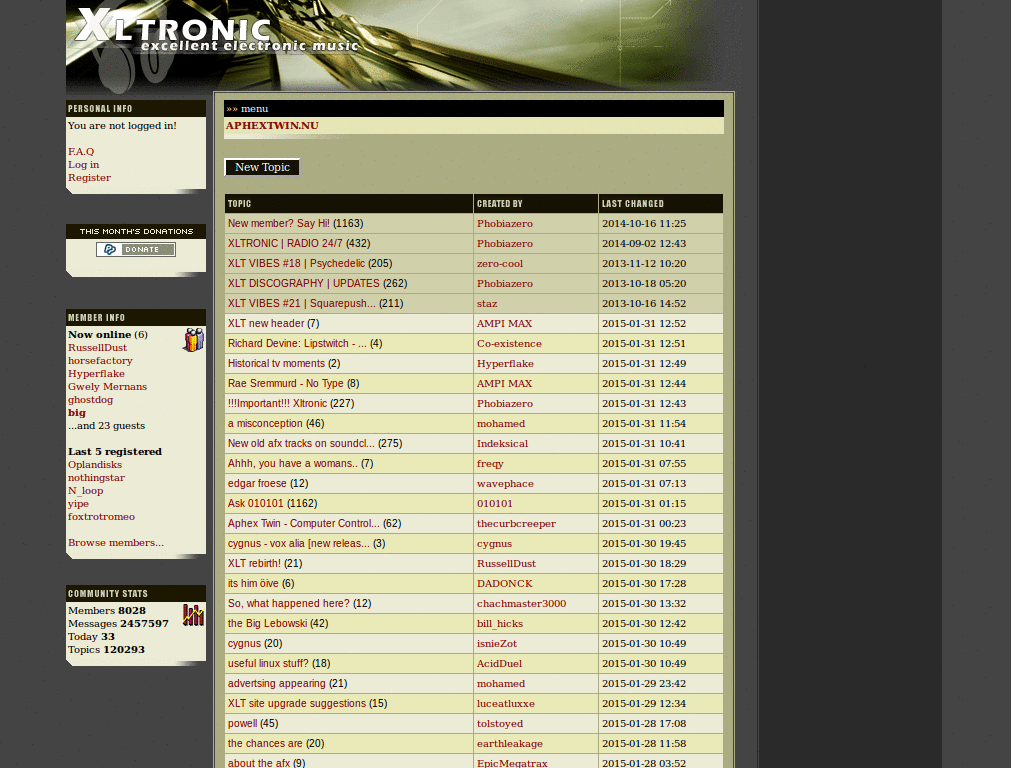 XLTRONIC
excellent electronic music
PERSONAL INFO
You are not logged in!
F.A.Q
Log in
Register
THIS MONTH'S DONATIONS
DONATE
MEMBER INFO
Now online (6)
RussellDust
horsefactory
Hyperflake
Gwely Mernans
ghostdog
big
...and 23 guests
Last 5 registered
Oplandisks
nothingstar
N_loop
yipe
foxtrotromeo
Browse members...
COMMUNITY STATS
Members 8028
Messages 2457597
Today 33
Topics 120293
»» menu
APHEXTWIN.NU
New Topic
TOPIC CREATED BY LAST CHANGED
New member? Say Hi! (1163) Phobiazero 2014-10-16 11:25
XLTRONIC | RADIO 24/7 (432) Phobiazero 2014-09-02 12:43
XLT VIBES #18 | Psychedelic (205) zero-cool 2013-11-12 10:20
XLT DISCOGRAPHY | UPDATES (262) Phobiazero 2013-10-18 05:20
XLT VIBES #21 | Squarepush... (211) staz 2013-10-16 14:52
XLT new header (7) AMPI MAX 2015-01-31 12:52
Richard Devine: Lipstwitch - ... (4) Co-existence 2015-01-31 12:51
Historical tv moments (2) Hyperflake 2015-01-31 12:49
Rae Sremmurd - No Type (8) AMPI MAX 2015-01-31 12:44
!!!Important!!! Xltronic (227) Phobiazero 2015-01-31 12:43
a misconception (46) mohamed 2015-01-31 11:54
New old afx tracks on soundcl... (275) Indeksical 2015-01-31 10:41
Ahhh, you have a womans.. (7) freqy 2015-01-31 07:55
edgar froese (12) wavephace 2015-01-31 07:13
Ask 010101 (1162) 010101 2015-01-31 01:15
Aphex Twin - Computer Control... (62) thecurbcreeper 2015-01-31 00:23
cygnus - vox alia [new releas... (3) cygnus 2015-01-30 19:45
XLT rebirth! (21) RussellDust 2015-01-30 18:29
its him öive (6) DADONCK 2015-01-30 17:28
So, what happened here? (12) chachmaster3000 2015-01-30 13:32
the Big Lebowski (42) bill_hicks 2015-01-30 12:42
cygnus (20) isnieZot 2015-01-30 10:49
useful linux stuff? (18) AcidDuel 2015-01-30 10:49
advertsing appearing (21) mohamed 2015-01-29 23:42
XLT site upgrade suggestions (15) luceatluxxe 2015-01-29 12:34
powell (45) tolstoyed 2015-01-28 17:08
the chances are (20) earthleakage 2015-01-28 11:58
about the afx (9) EpicMegatrax 2015-01-28 03:52